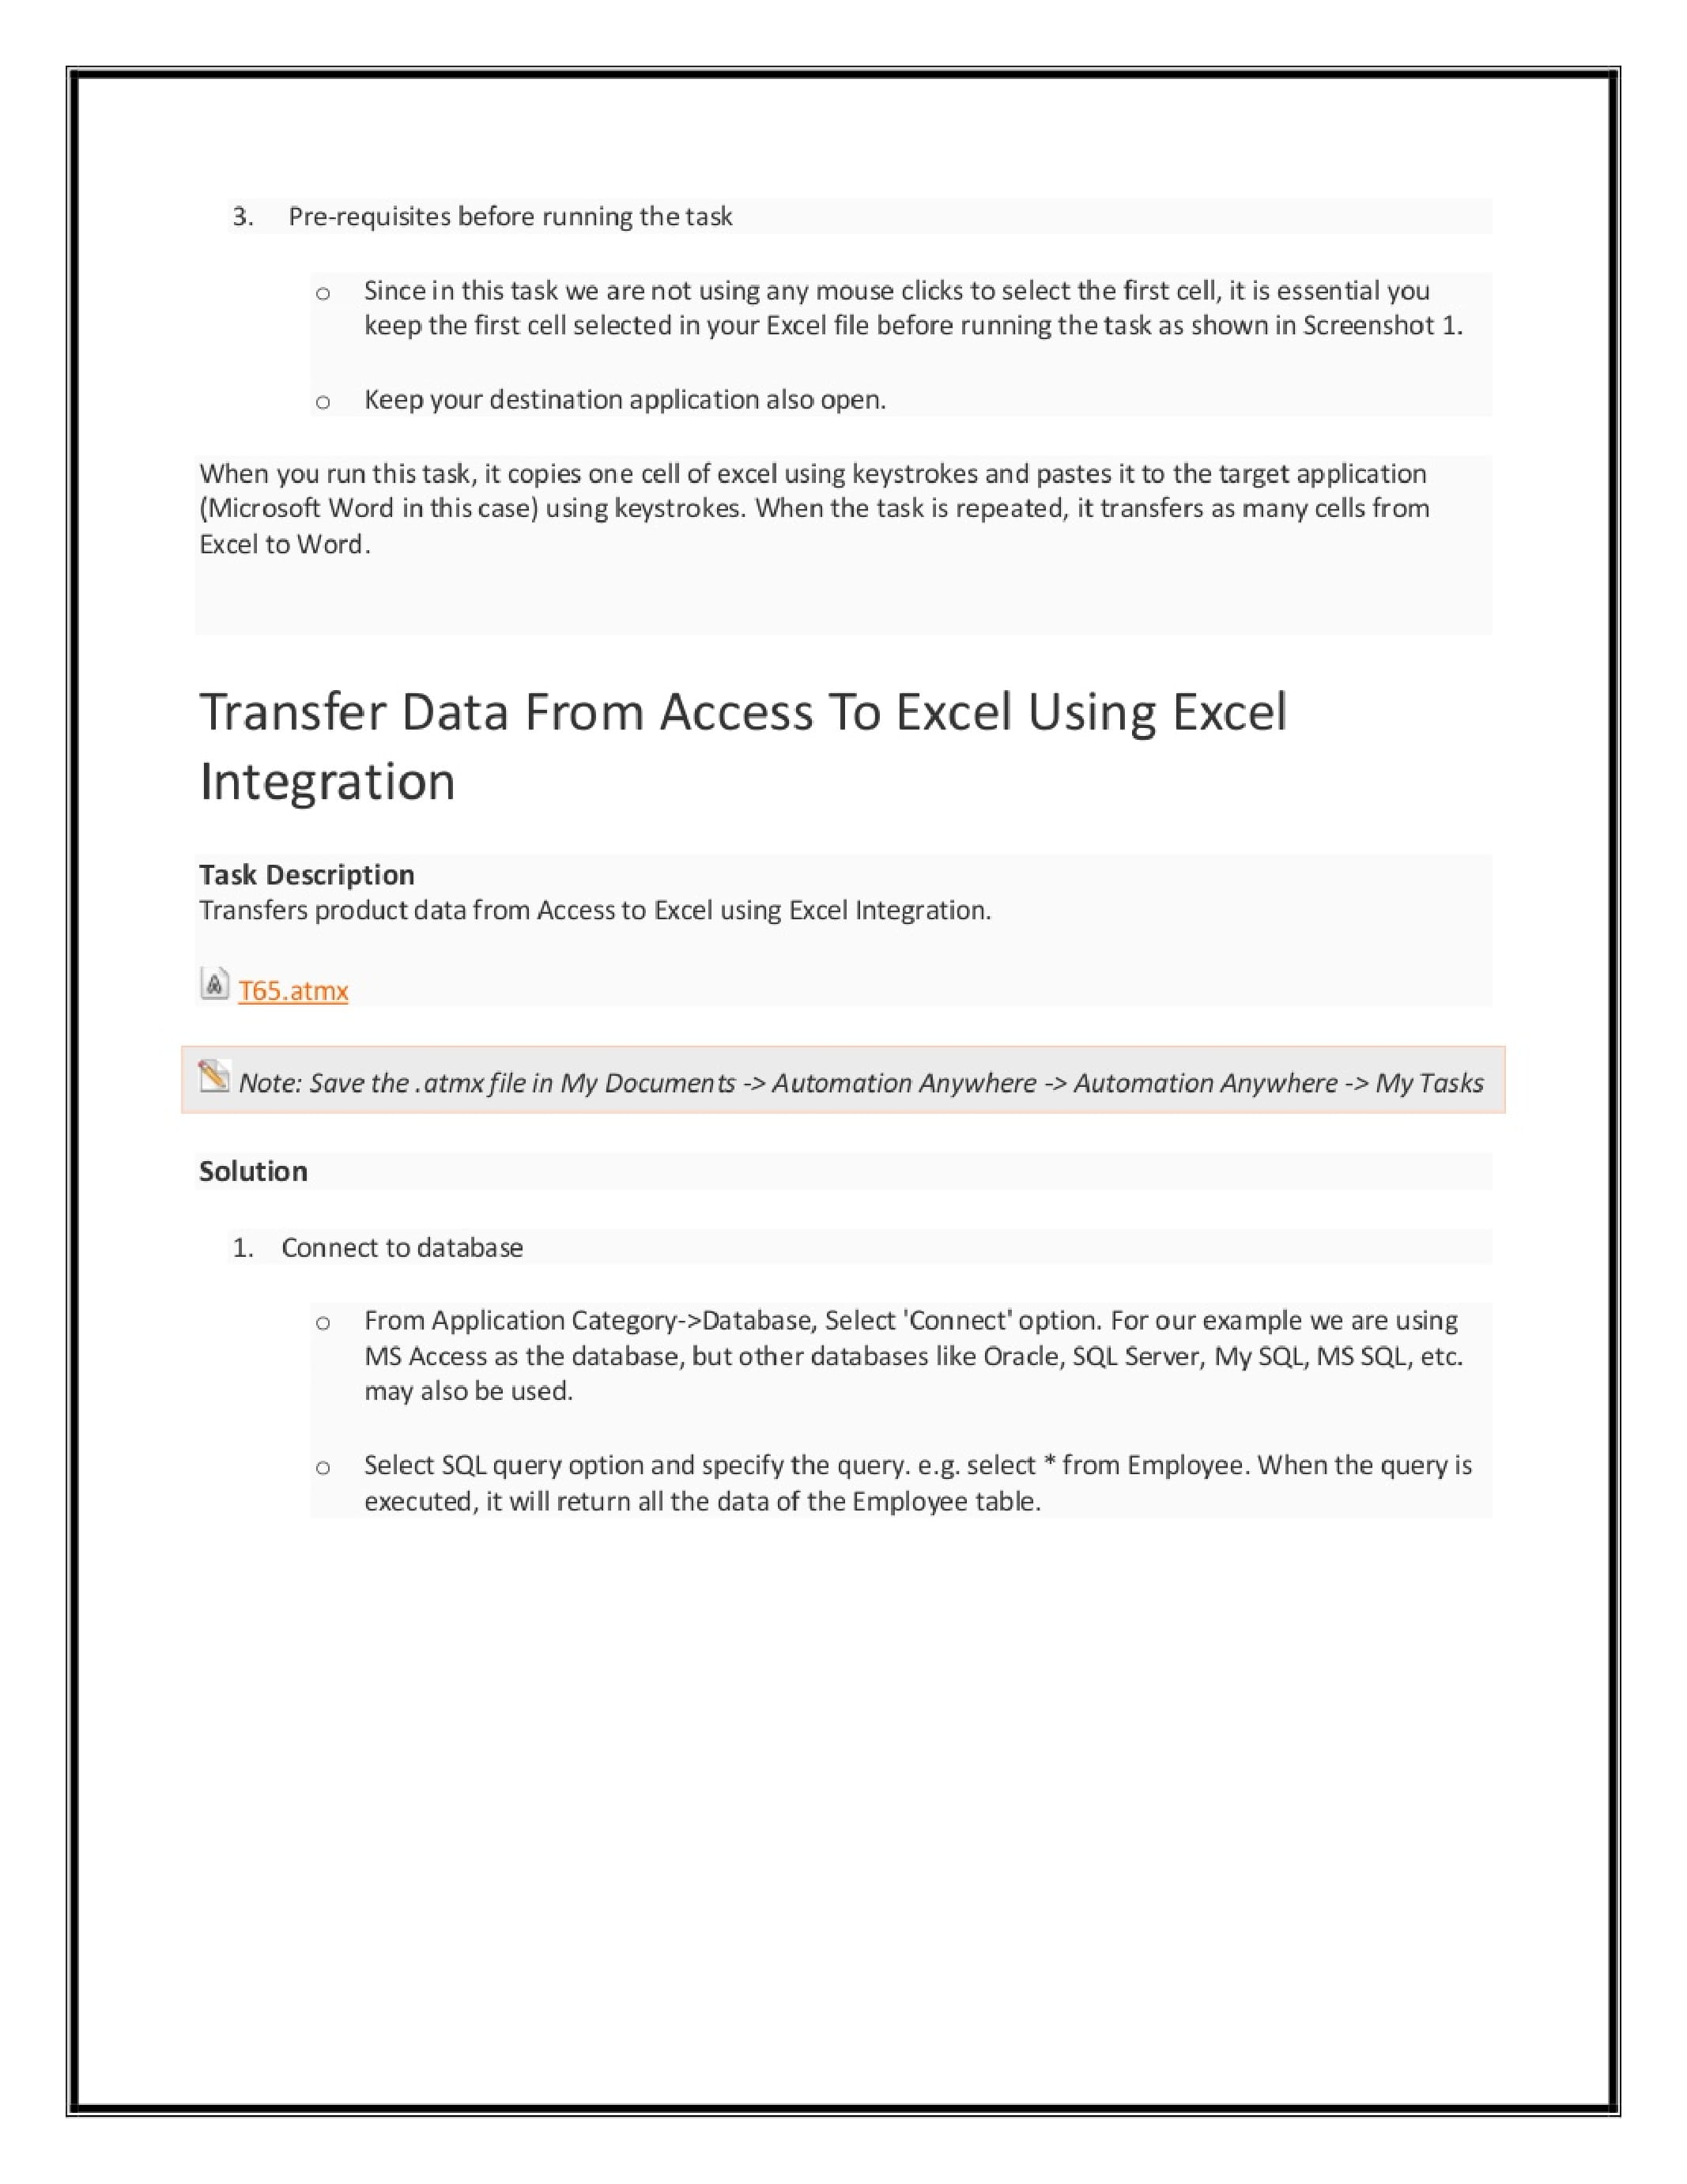 3. Pre-requisites before running the task
o Since in this task we are not using any mouse clicks to select the first cell, it is essential you
keep the first cell selected in your Excel file before running the task as shown in Screenshot 1.
o Keep your destination application also open.
When you run this task, it copies one cell of excel using keystrokes and pastes it to the target application
(Microsoft Word in this case) using keystrokes. When the task is repeated, it transfers as many cells from
Excel to Word.
Transfer Data From Access To Excel Using Excel
Integration
Task Description
Transfers product data from Access to Excel using Excel Integration.
T65.atmx
Note: Save the .atmx file in My Documents -> Automation Anywhere -> Automation Anywhere -> My Tasks
Solution
1. Connect to database
o From Application Category->Database, Select 'Connect' option. For our example we are using
MS Access as the database, but other databases like Oracle, SQL Server, My SQL, MS SQL, etc.
may also be used.
o Select SQL query option and specify the query. e.g. select * from Employee. When the query is
executed, it will return all the data of the Employee table.